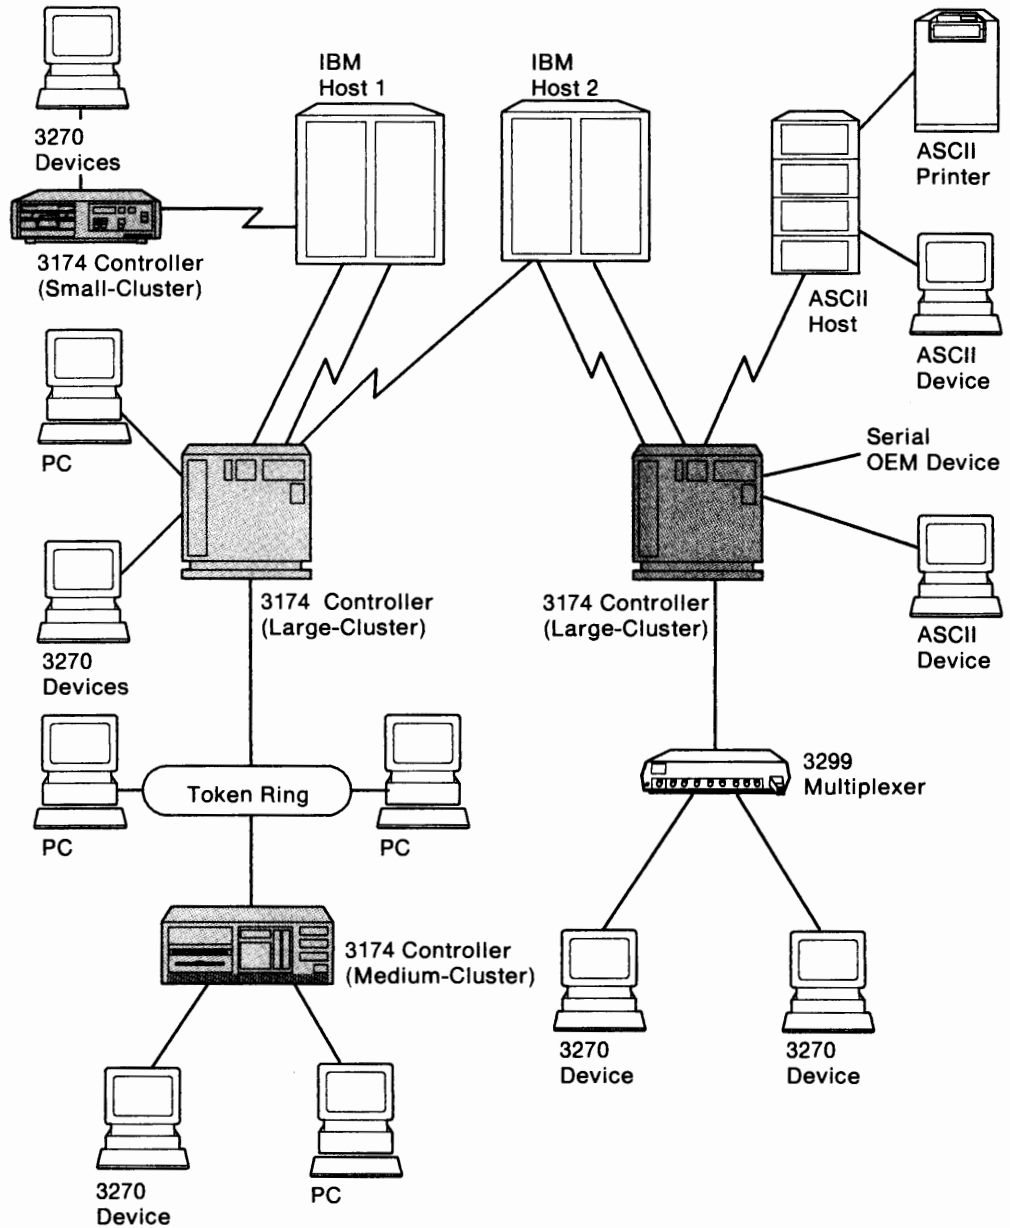 IBM
Host 1
IBM
Host 2
3270
Devices
ASCII
Printer
3174 Controller
(Small-Cluster)
ASCII
Host
ASCII
Device
PC
Serial
OEM Device
3174 Controller
(Large-Cluster)
3174 Controller
(Large-Cluster)
ASCII
Device
3270
Devices
3299
Multiplexer
Token Ring
PC
PC
3174 Controller
(Medium-Cluster)
3270
Device
3270
Device
3270
Device
PC